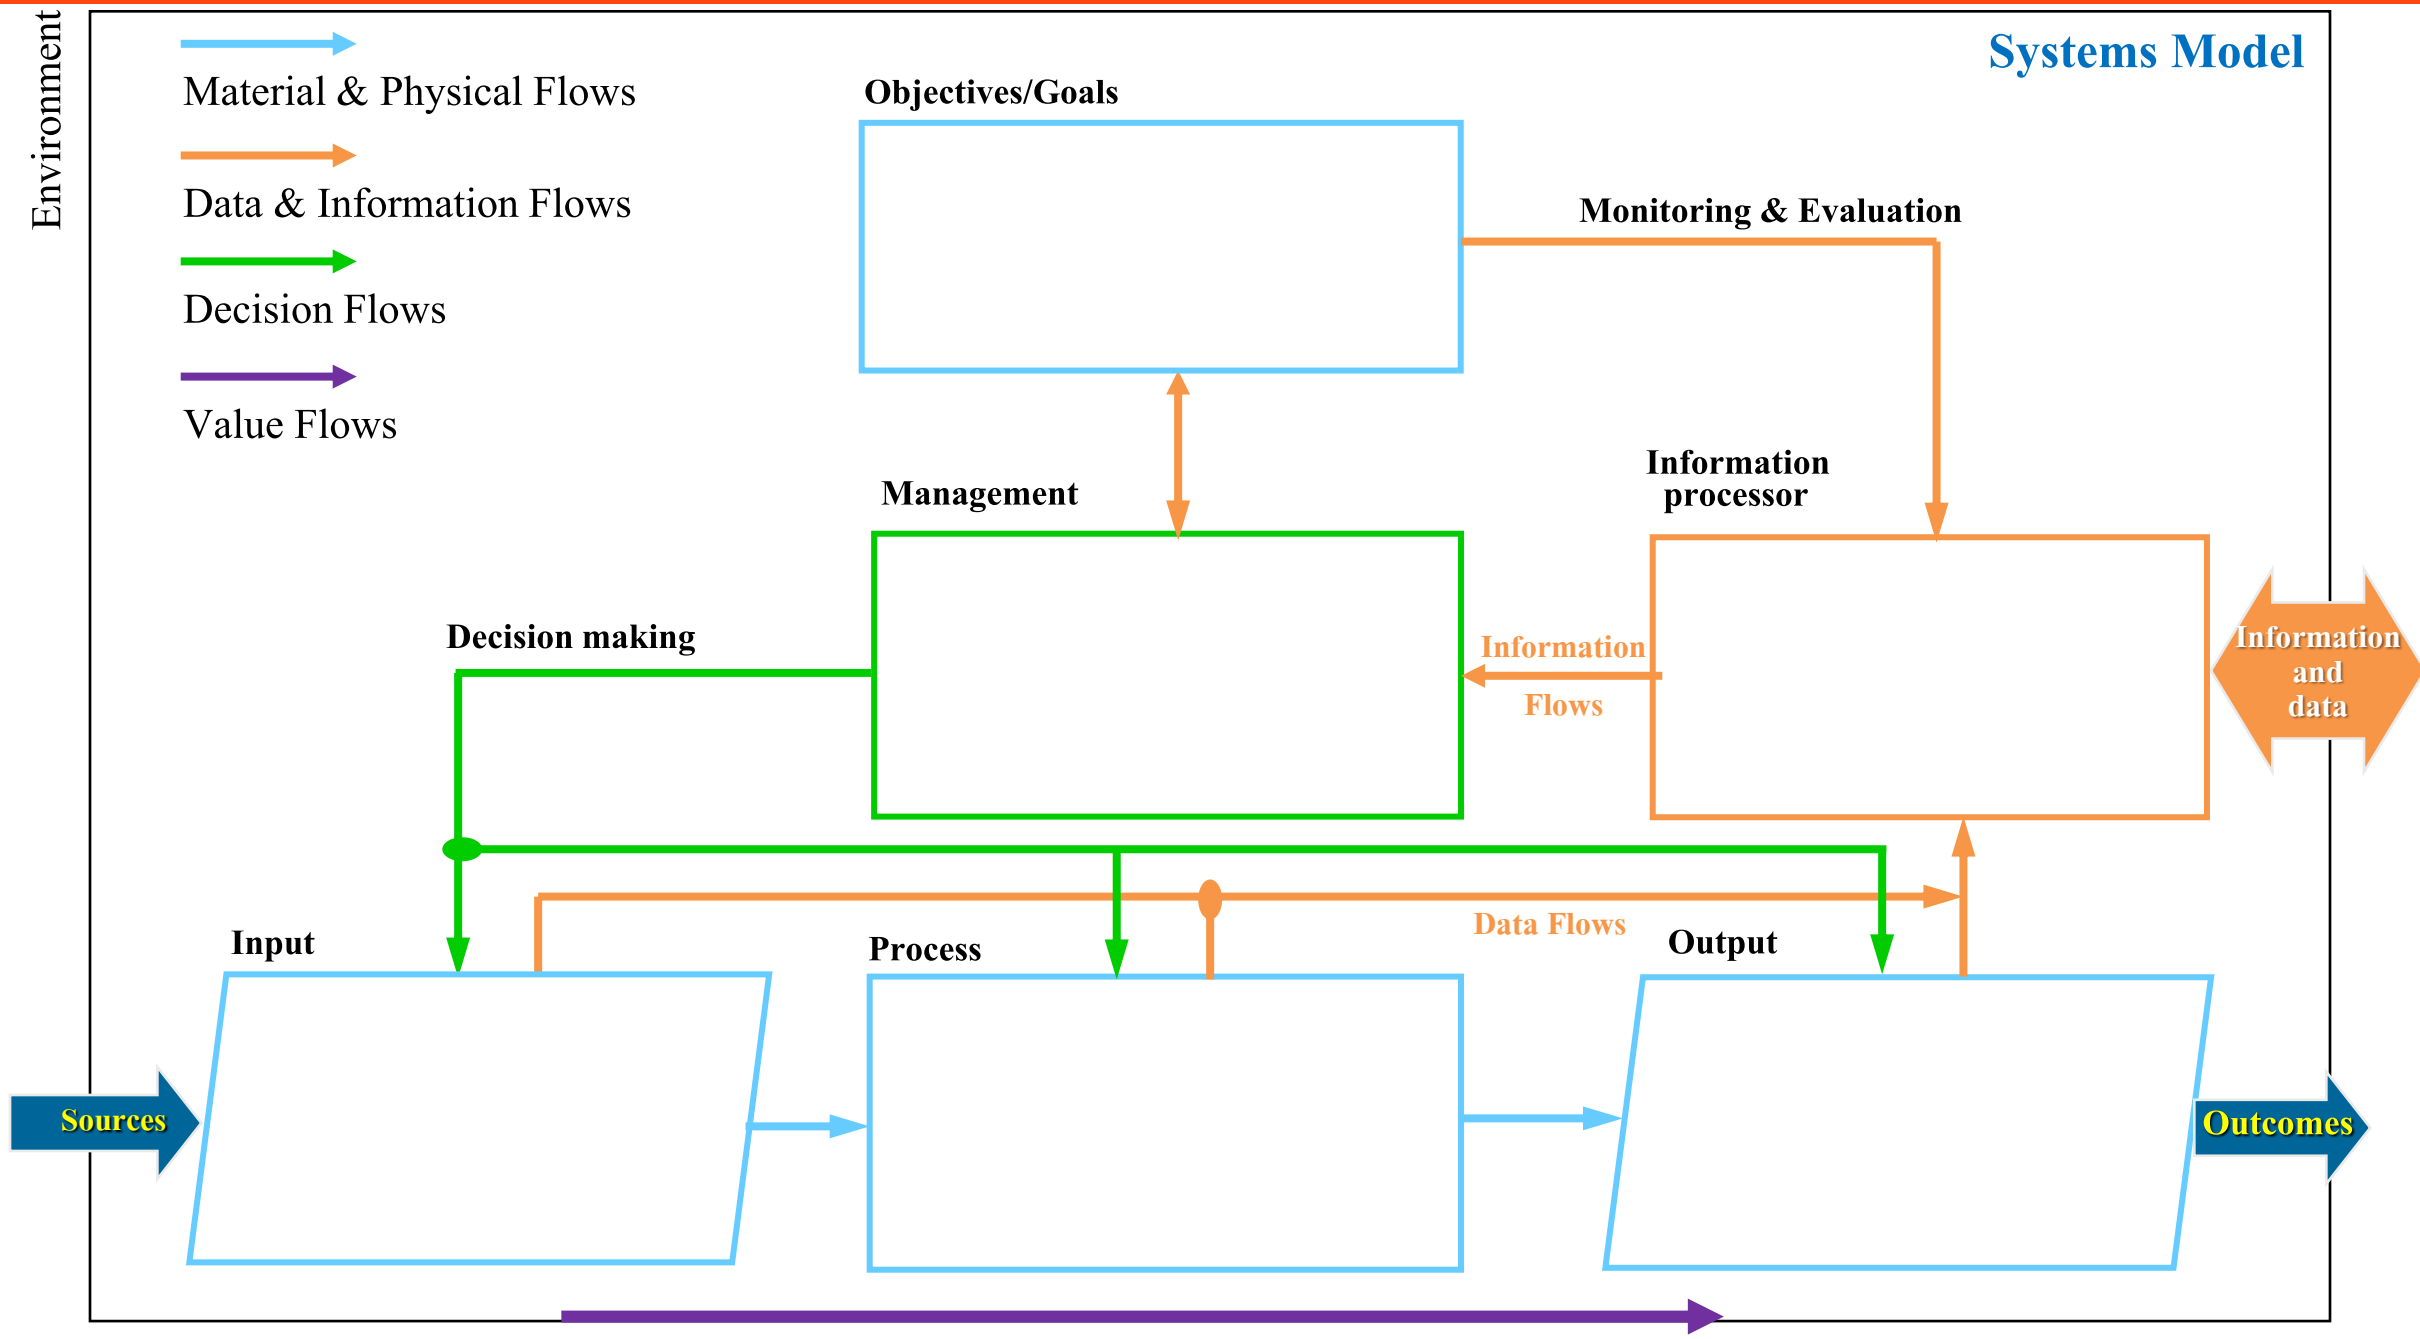 Environment
Systems Model
Material & Physical Flows
Data & Information Flows
Decision Flows
Value Flows
Objectives/Goals
Monitoring & Evaluation
Management
Information
processor
Decision making
Information
Flows
Information
and
data
Data Flows
Input
Process
Output
Sources
Outcomes